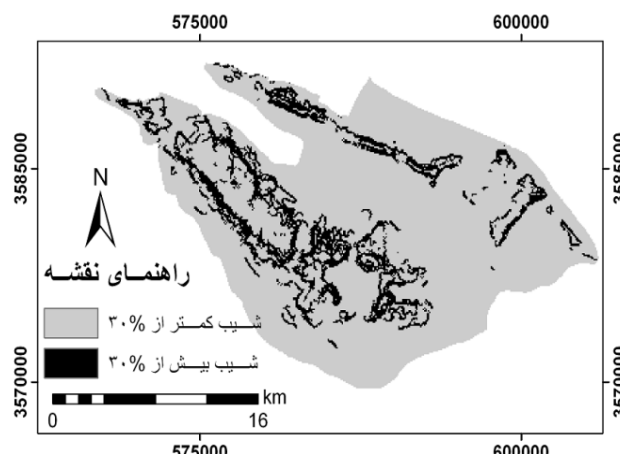 575000 600000
3585000 3585000
N
راهنمای نقشه
شیب کمتر از ۳۰%
شیب بیش از ۳۰%
km
0 16
3570000 3570000
575000 600000